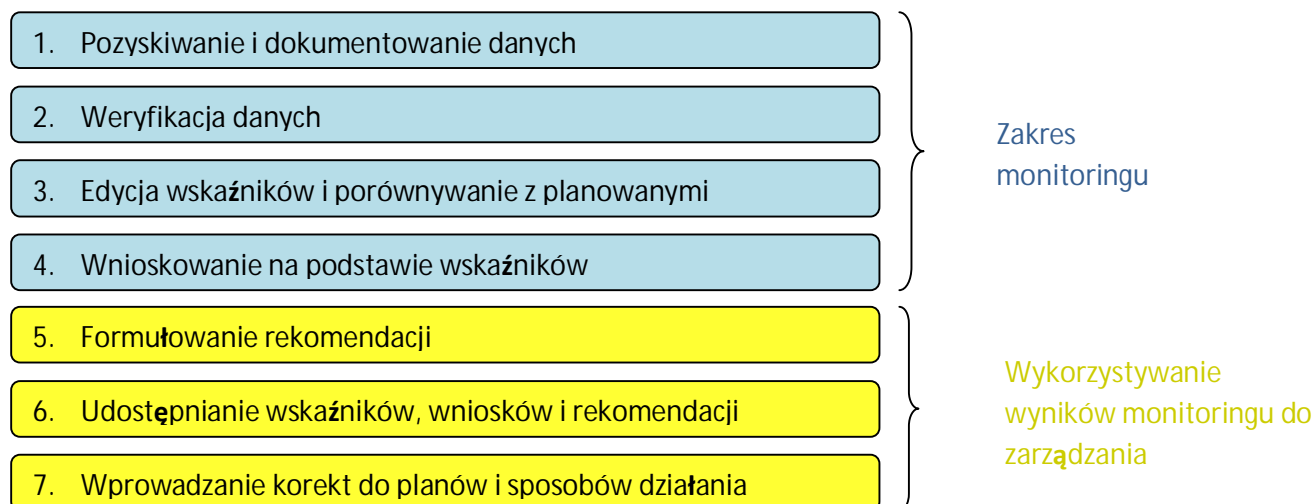 1. Pozyskiwanie i dokumentowanie danych
2. Weryfikacja danych
3. Edycja wskaźników i porównywanie z planowanymi
4. Wnioskowanie na podstawie wskaźników
Zakres
monitoringu
5. Formułowanie rekomendacji
6. Udostępnianie wskaźników, wniosków i rekomendacji
7. Wprowadzanie korekt do planów i sposobów działania
Wykorzystywanie
wyników monitoringu do
zarządzania